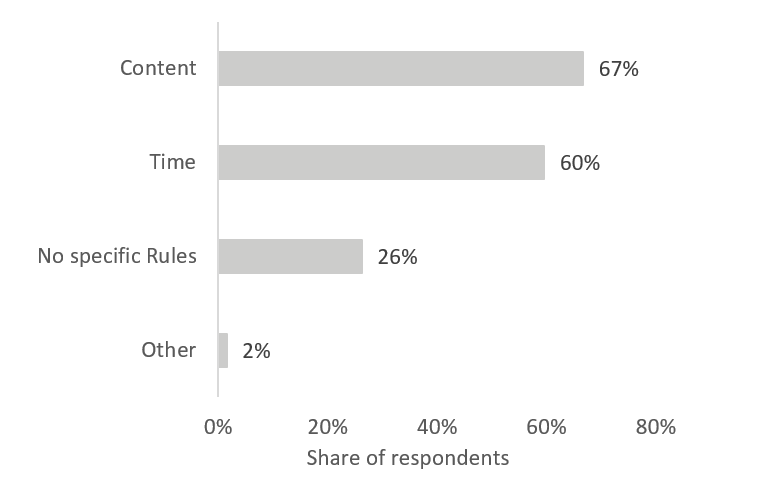 Content 67%
Time 60%
No specific Rules 26%
Other 2%
0% 20% 40% 60% 80%
Share of respondents